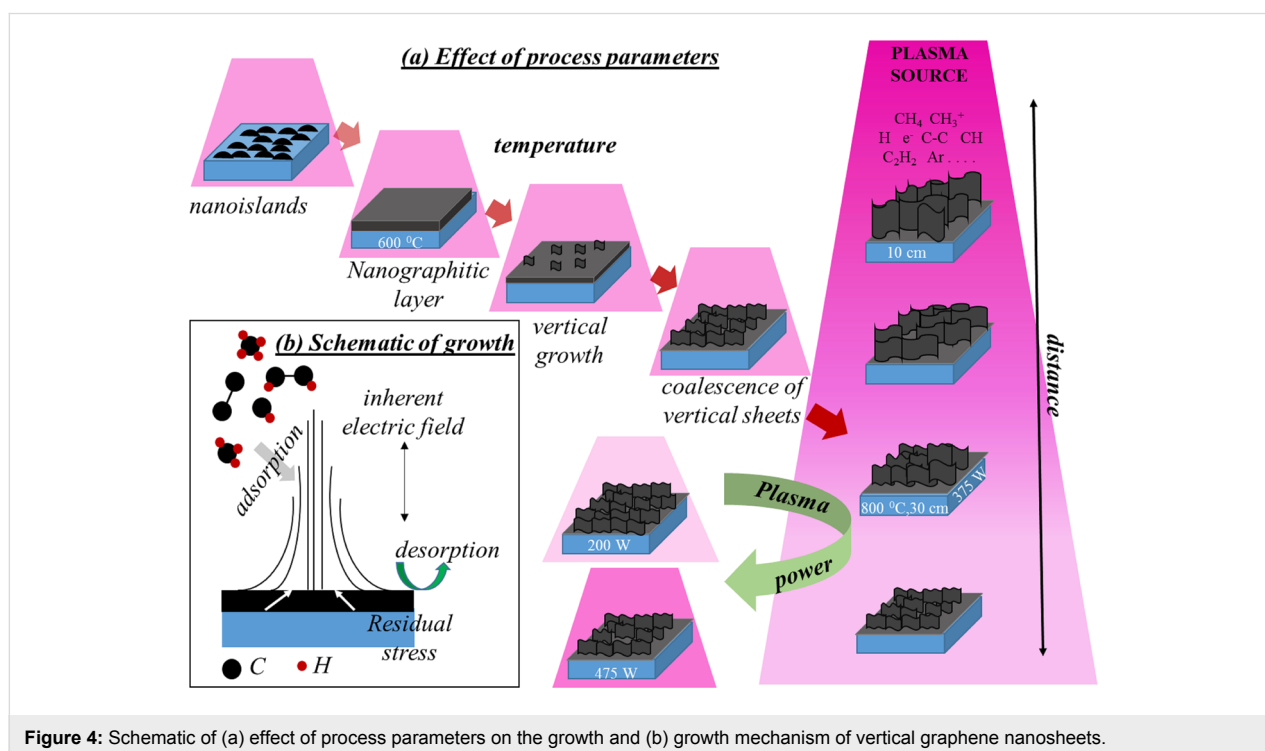 (a) Effect of process parameters
nanoislands
temperature
600 ⁰C
Nanographitic
layer
vertical
growth
coalescence of
vertical sheets
PLASMA
SOURCE
CH₄ CH₃⁺
H e⁻ C-C CH
C₂H₂ Ar . . . .
10 cm
distance
800 ⁰C,30 cm
375 W
Plasma
power
200 W
475 W
(b) Schematic of growth
inherent
electric field
adsorption
desorption
Residual
stress
C H
Figure 4: Schematic of (a) effect of process parameters on the growth and (b) growth mechanism of vertical graphene nanosheets.